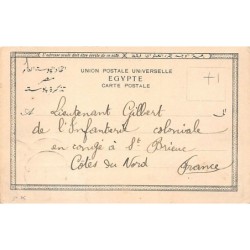 UNION POSTALE UNIVERSELLE
EGYPTE
CARTE POSTALE
+1
A Lieutenant Gilbert
de l'Infanterie coloniale
en congé à St Brieuc
Côtes du Nord
France